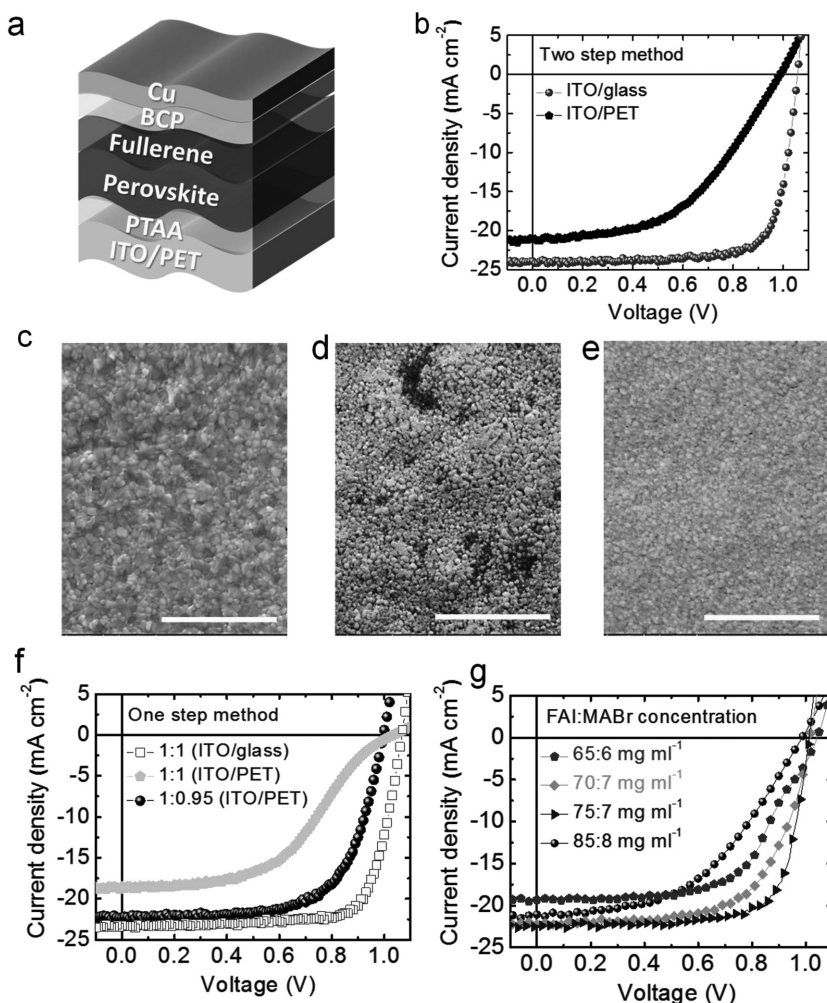 a
Cu
BCP
Fullerene
Perovskite
PTAA
ITO/PET
b
Two step method
ITO/glass
ITO/PET
Current density (mA cm⁻²)
5
0
-5
-10
-15
-20
-25
0.0 0.2 0.4 0.6 0.8 1.0
Voltage (V)
c
d
e
f
One step method
1:1 (ITO/glass)
1:1 (ITO/PET)
1:0.95 (ITO/PET)
Current density (mA cm⁻²)
5
0
-5
-10
-15
-20
-25
0.0 0.2 0.4 0.6 0.8 1.0
Voltage (V)
g
FAI:MABr concentration
65:6 mg ml⁻¹
70:7 mg ml⁻¹
75:7 mg ml⁻¹
85:8 mg ml⁻¹
Current density (mA cm⁻²)
5
0
-5
-10
-15
-20
-25
0.0 0.2 0.4 0.6 0.8 1.0
Voltage (V)